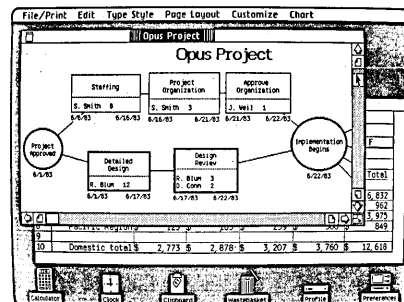 File/Print Edit Type Style Page Layout Customize Chart
Opus Project
Opus Project
Staffing
S. Smith 8
6/8/83 6/16/83
Project
Organization
S. Smith 3
6/16/83 6/21/83
Approve
Organization
J. Weil 1
6/21/83 6/22/83
Project
Approved
6/1/83
Detailed
Design
R. Blum 12
6/1/83 6/17/83
Design
Review
R. Blum 3
D. Conn 2
6/17/83 6/22/83
Implementation
Begins
6/22/83
F
Total
6,832
962
3,975
849
9
10 Domestic total $ 2,773 $ 2,878 $ 3,207 $ 3,760 $ 12,618
Calculator Clock Clipboard Wastebasket ProFile Preferences